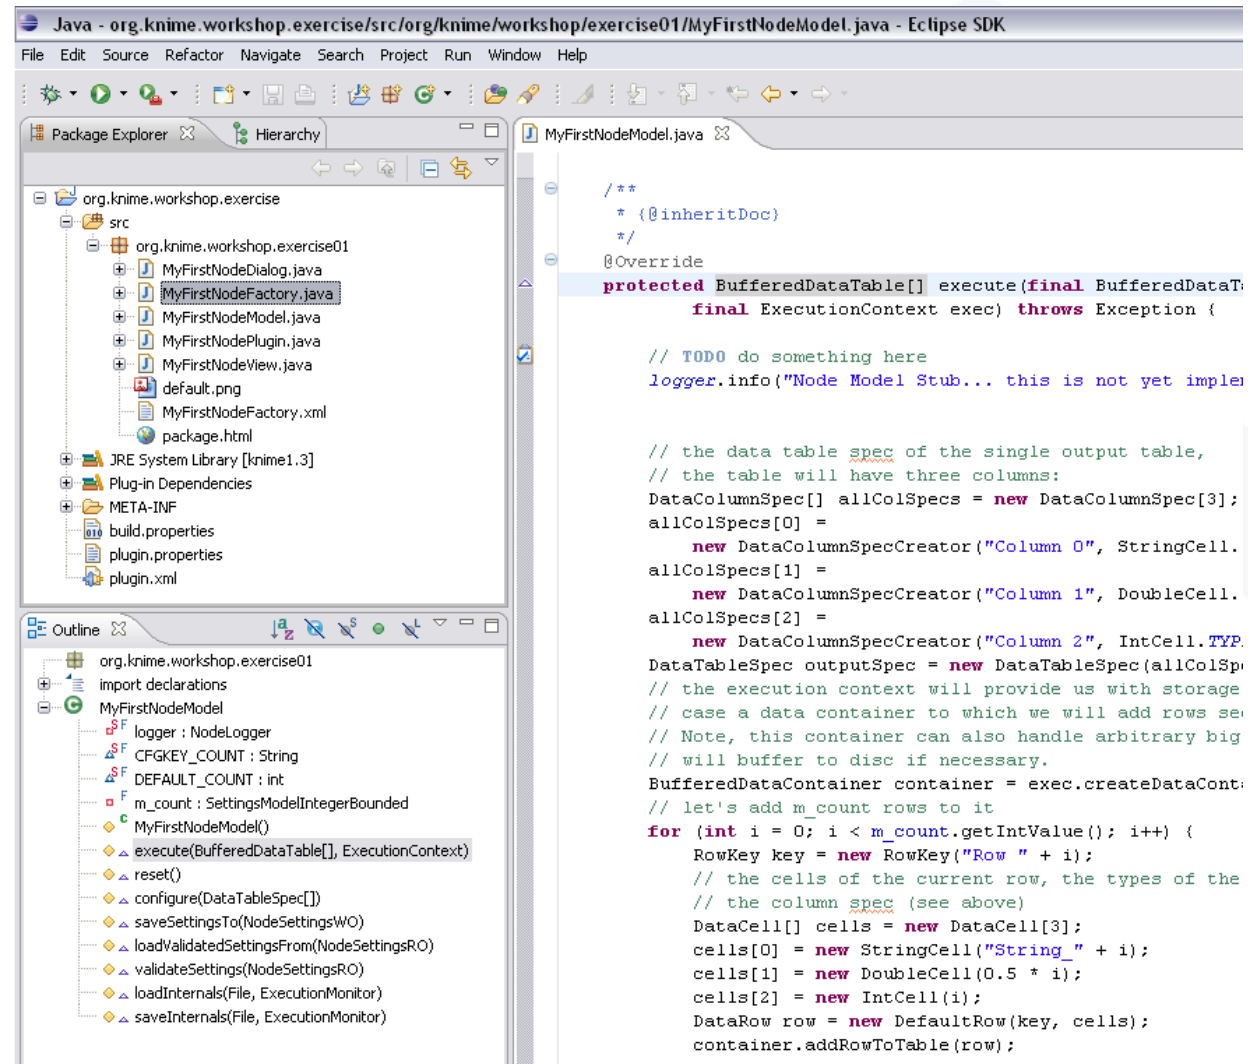 Java - org.knime.workshop.exercise/src/org/knime/workshop/exercise01/MyFirstNodeModel.java - Eclipse SDK
File Edit Source Refactor Navigate Search Project Run Window Help
Package Explorer Hierarchy
org.knime.workshop.exercise
src
org.knime.workshop.exercise01
MyFirstNodeDialog.java
MyFirstNodeFactory.java
MyFirstNodeModel.java
MyFirstNodePlugin.java
MyFirstNodeView.java
default.png
MyFirstNodeFactory.xml
package.html
JRE System Library [knime1.3]
Plug-in Dependencies
META-INF
build.properties
plugin.properties
plugin.xml
Outline
org.knime.workshop.exercise01
import declarations
MyFirstNodeModel
logger : NodeLogger
CFGKEY_COUNT : String
DEFAULT_COUNT : int
m_count : SettingsModelIntegerBounded
MyFirstNodeModel()
execute(BufferedDataTable[], ExecutionContext)
reset()
configure(DataTableSpec[])
saveSettingsTo(NodeSettingsWO)
loadValidatedSettingsFrom(NodeSettingsRO)
validateSettings(NodeSettingsRO)
loadInternals(File, ExecutionMonitor)
saveInternals(File, ExecutionMonitor)
MyFirstNodeModel.java
/**
* {@inheritDoc}
*/
@Override
protected BufferedDataTable[] execute(final BufferedDataT
final ExecutionContext exec) throws Exception {
// TODO do something here
logger.info("Node Model Stub... this is not yet imple
// the data table spec of the single output table,
// the table will have three columns:
DataColumnSpec[] allColSpecs = new DataColumnSpec[3];
allColSpecs[0] =
new DataColumnSpecCreator("Column 0", StringCell.
allColSpecs[1] =
new DataColumnSpecCreator("Column 1", DoubleCell.
allColSpecs[2] =
new DataColumnSpecCreator("Column 2", IntCell.TYP
DataTableSpec outputSpec = new DataTableSpec(allColSp
// the execution context will provide us with storage
// case a data container to which we will add rows se
// Note, this container can also handle arbitrary big
// will buffer to disc if necessary.
BufferedDataContainer container = exec.createDataCont
// let's add m_count rows to it
for (int i = 0; i < m_count.getIntValue(); i++) {
RowKey key = new RowKey("Row " + i);
// the cells of the current row, the types of the
// the column spec (see above)
DataCell[] cells = new DataCell[3];
cells[0] = new StringCell("String_" + i);
cells[1] = new DoubleCell(0.5 * i);
cells[2] = new IntCell(i);
DataRow row = new DefaultRow(key, cells);
container.addRowToTable(row);